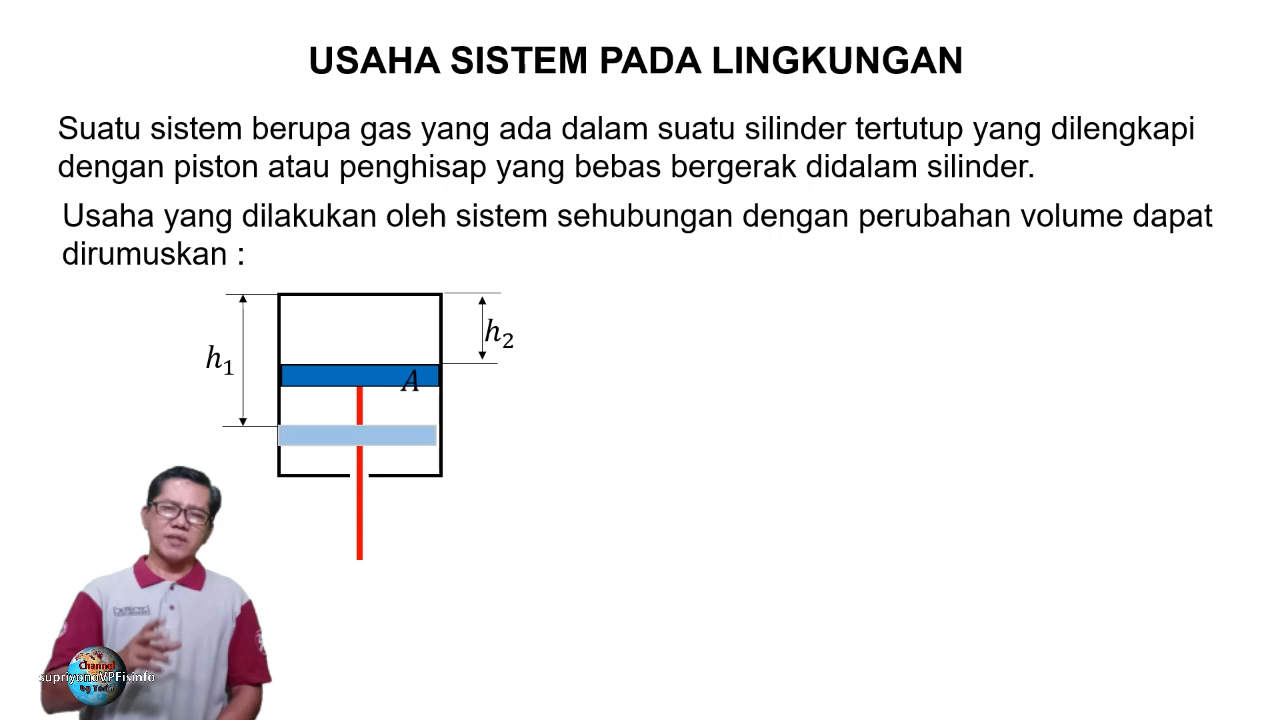 USAHA SISTEM PADA LINGKUNGAN
Suatu sistem berupa gas yang ada dalam suatu silinder tertutup yang dilengkapi
dengan piston atau penghisap yang bebas bergerak didalam silinder.
Usaha yang dilakukan oleh sistem sehubungan dengan perubahan volume dapat
dirumuskan :
h₁
h₂
A
Channel
supriyonoVPFisinfo